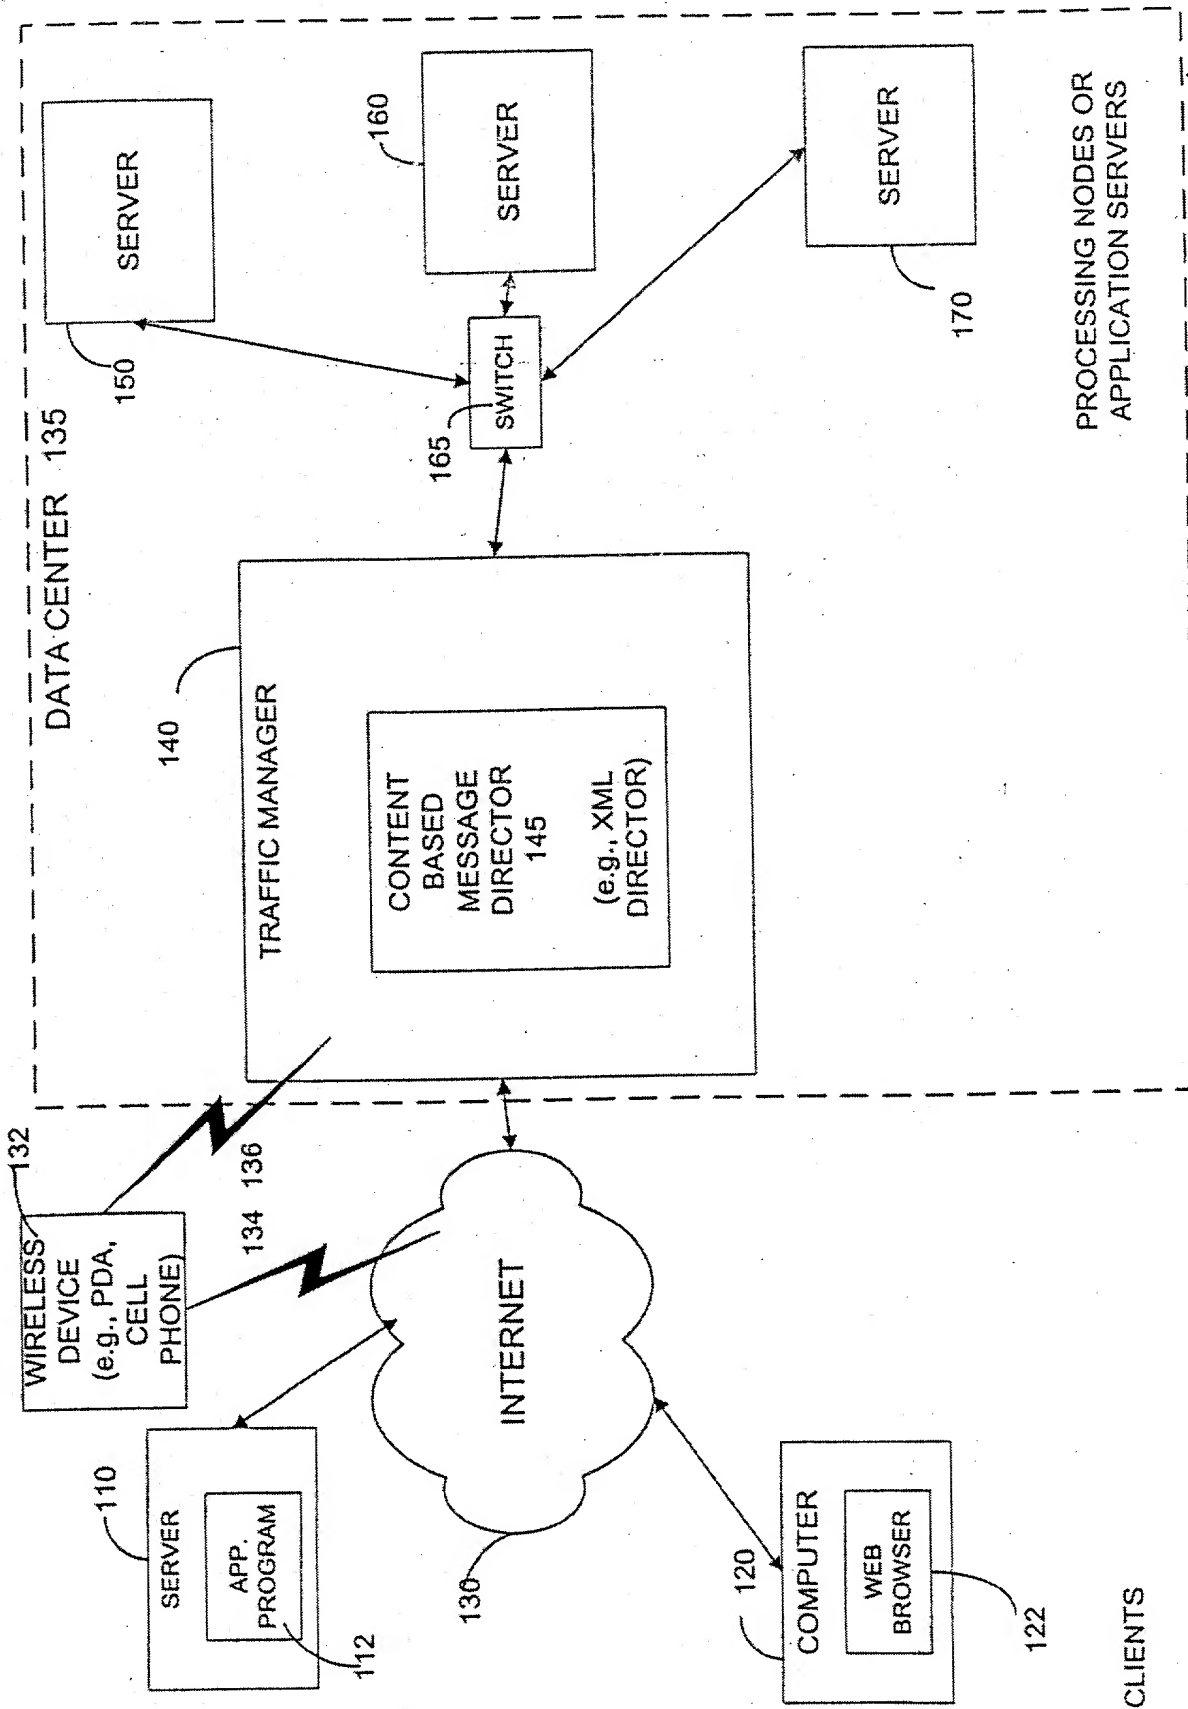 DATA CENTER 135
SERVER
150
160
SERVER
SERVER
170
SWITCH
165
PROCESSING NODES OR
APPLICATION SERVERS
140
TRAFFIC MANAGER
CONTENT
BASED
MESSAGE
DIRECTOR
145
(e.g., XML
DIRECTOR)
132
WIRELESS
DEVICE
(e.g., PDA,
CELL
PHONE)
134
136
110
SERVER
APP.
PROGRAM
112
INTERNET
130
120
COMPUTER
WEB
BROWSER
122
CLIENTS